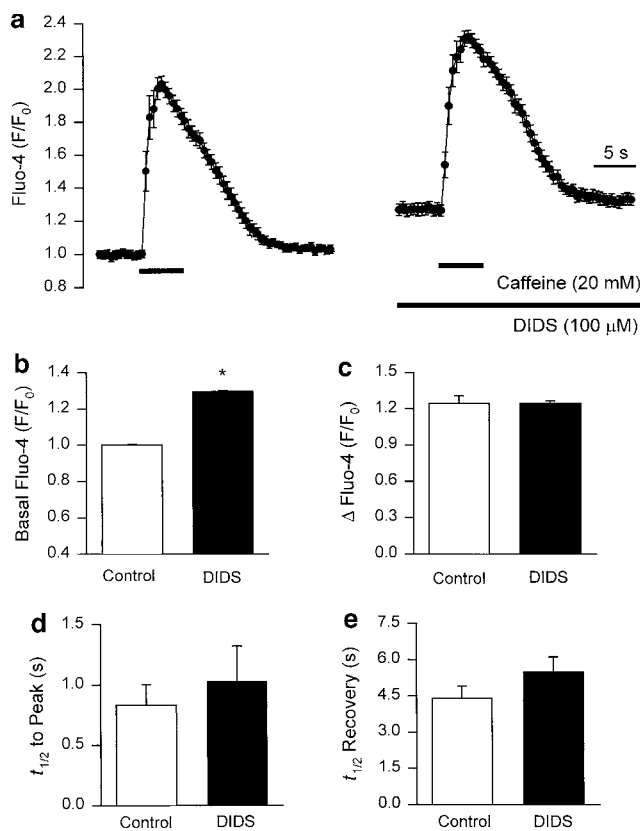 a
Fluo-4 (F/F₀)
2.4
2.2
2.0
1.8
1.6
1.4
1.2
1.0
0.8
5 s
Caffeine (20 mM)
DIDS (100 µM)
b
Basal Fluo-4 (F/F₀)
1.4
1.2
1.0
0.8
0.6
0.4
*
Control
DIDS
c
Δ Fluo-4 (F/F₀)
1.5
1.2
0.9
0.6
0.3
0.0
Control
DIDS
d
t₁/₂ to Peak (s)
1.5
1.0
0.5
0.0
Control
DIDS
e
t₁/₂ Recovery (s)
7.5
6.0
4.5
3.0
1.5
0.0
Control
DIDS